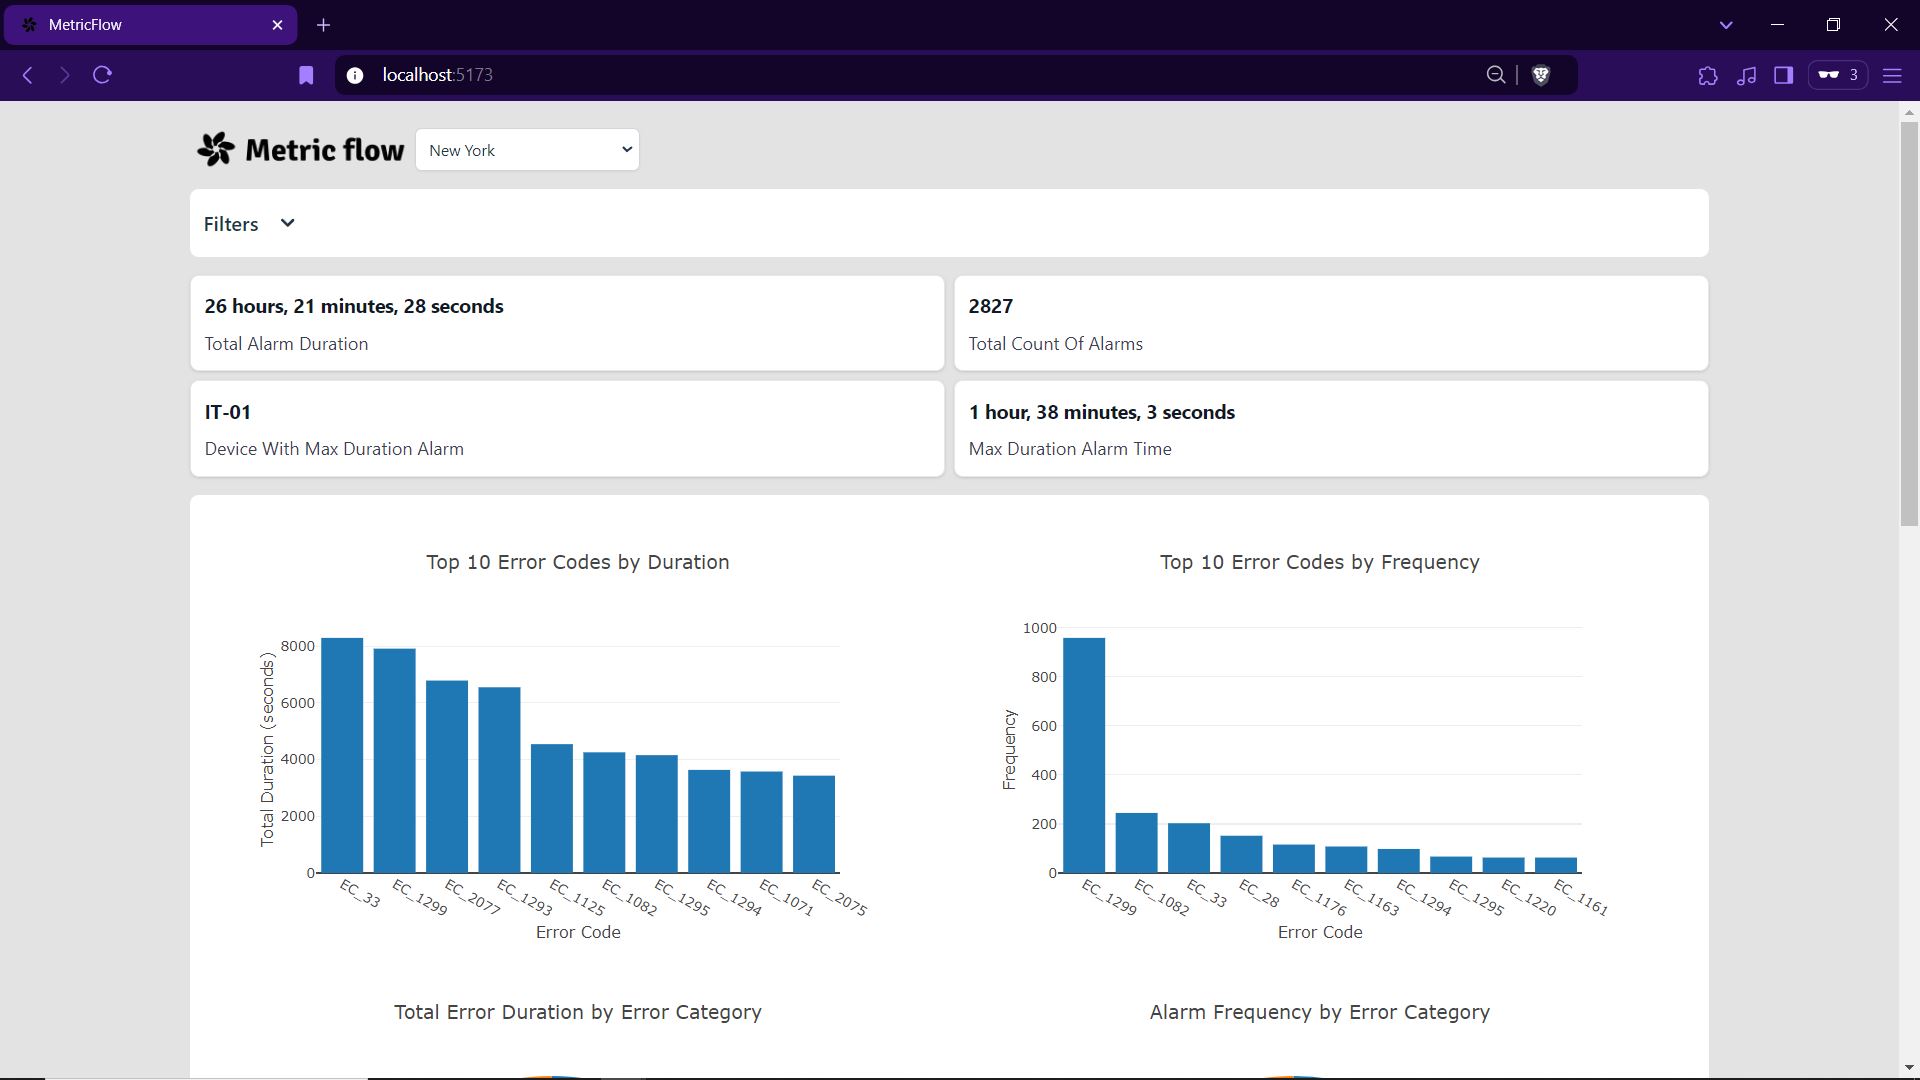 MetricFlow
localhost:5173
3
Metric flow
New York
Filters
26 hours, 21 minutes, 28 seconds
Total Alarm Duration
2827
Total Count Of Alarms
IT-01
Device With Max Duration Alarm
1 hour, 38 minutes, 3 seconds
Max Duration Alarm Time
Top 10 Error Codes by Duration
Total Duration (seconds)
8000
6000
4000
2000
0
EC_33
EC_1299
EC_2077
EC_1293
EC_1125
EC_1082
EC_1295
EC_1294
EC_1071
EC_2075
Error Code
Top 10 Error Codes by Frequency
Frequency
1000
800
600
400
200
0
EC_1299
EC_1082
EC_33
EC_28
EC_1176
EC_1163
EC_1294
EC_1295
EC_1220
EC_1161
Error Code
Total Error Duration by Error Category
Alarm Frequency by Error Category